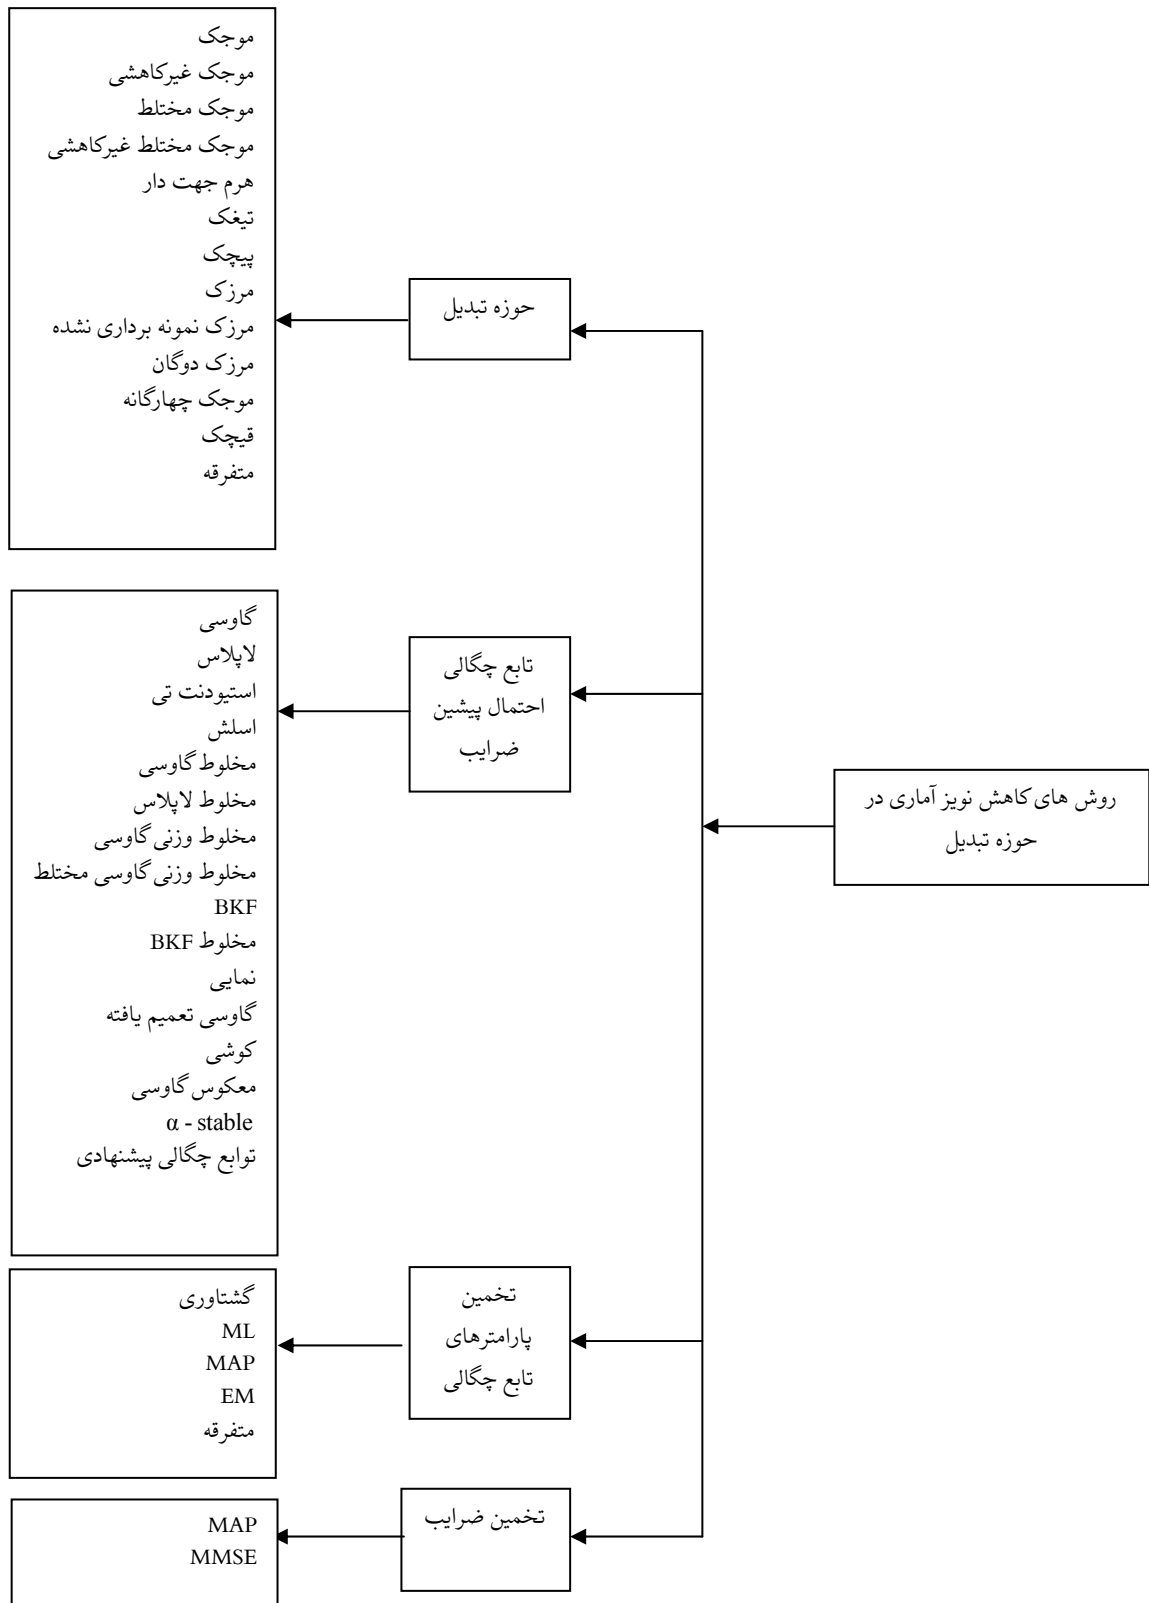 روش های کاهش نویز آماری در
حوزه تبدیل
حوزه تبدیل
موجک
موجک غیرکاهشی
موجک مختلط
موجک مختلط غیرکاهشی
هرم جهت دار
تیغک
پیچک
مرزک
مرزک نمونه برداری نشده
مرزک دوگان
موجک چهارگانه
قیچک
متفرقه
تابع چگالی
احتمال پیشین
ضرایب
گاوسی
لاپلاس
استیودنت تی
اسلش
مخلوط گاوسی
مخلوط لاپلاس
مخلوط وزنی گاوسی
مخلوط وزنی گاوسی مختلط
BKF
مخلوط BKF
نمایی
گاوسی تعمیم یافته
کوشی
معکوس گاوسی
α - stable
توابع چگالی پیشنهادی
تخمین
پارامترهای
تابع چگالی
گشتاوری
ML
MAP
EM
متفرقه
تخمین ضرایب
MAP
MMSE